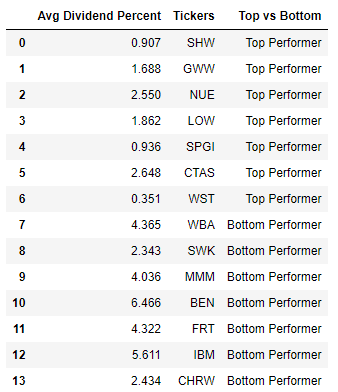 Avg Dividend Percent Tickers Top vs Bottom
0 0.907 SHW Top Performer
1 1.688 GWW Top Performer
2 2.550 NUE Top Performer
3 1.862 LOW Top Performer
4 0.936 SPGI Top Performer
5 2.648 CTAS Top Performer
6 0.351 WST Top Performer
7 4.365 WBA Bottom Performer
8 2.343 SWK Bottom Performer
9 4.036 MMM Bottom Performer
10 6.466 BEN Bottom Performer
11 4.322 FRT Bottom Performer
12 5.611 IBM Bottom Performer
13 2.434 CHRW Bottom Performer